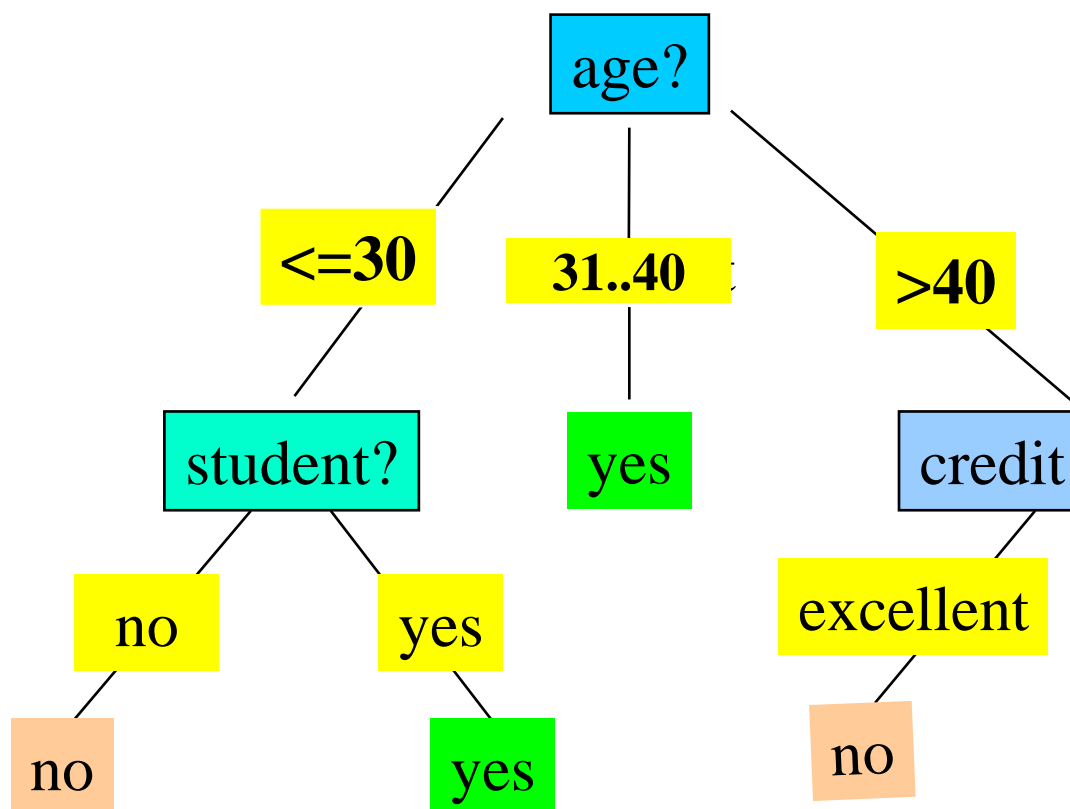 age?
<=30
31..40
>40
student?
yes
credit
no
yes
excellent
no
yes
no